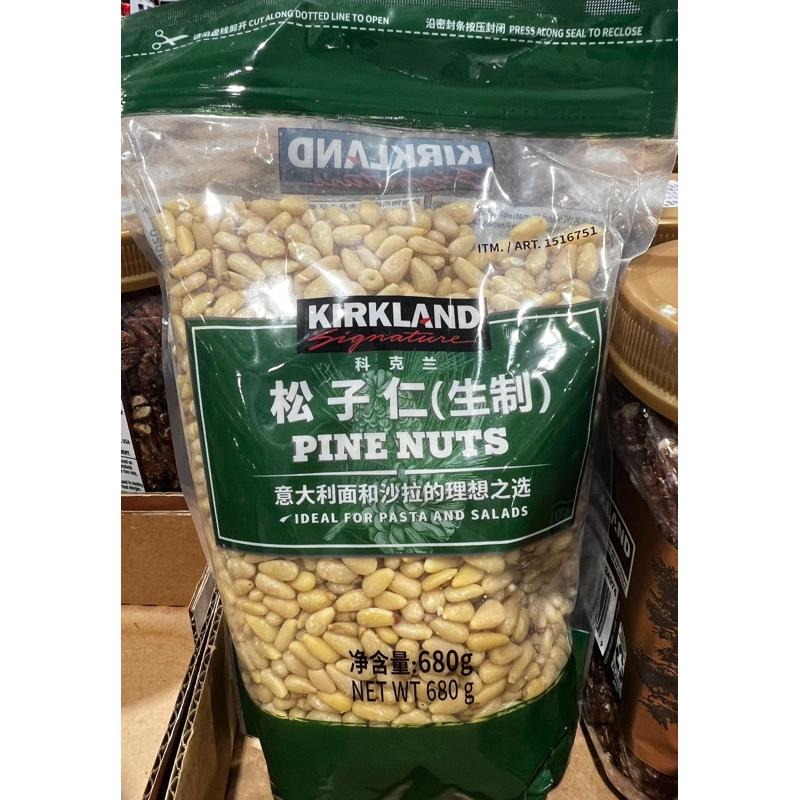 请沿虚线剪开 CUT ALONG DOTTED LINE TO OPEN
沿密封条按压封闭 PRESS ALONG SEAL TO RECLOSE
KIRKLAND
Signature
ITM. / ART. 1516751
KIRKLAND
Signature
科克兰
松子仁(生制)
PINE NUTS
意大利面和沙拉的理想之选
IDEAL FOR PASTA AND SALADS
净含量:680g
NET WT 680 g